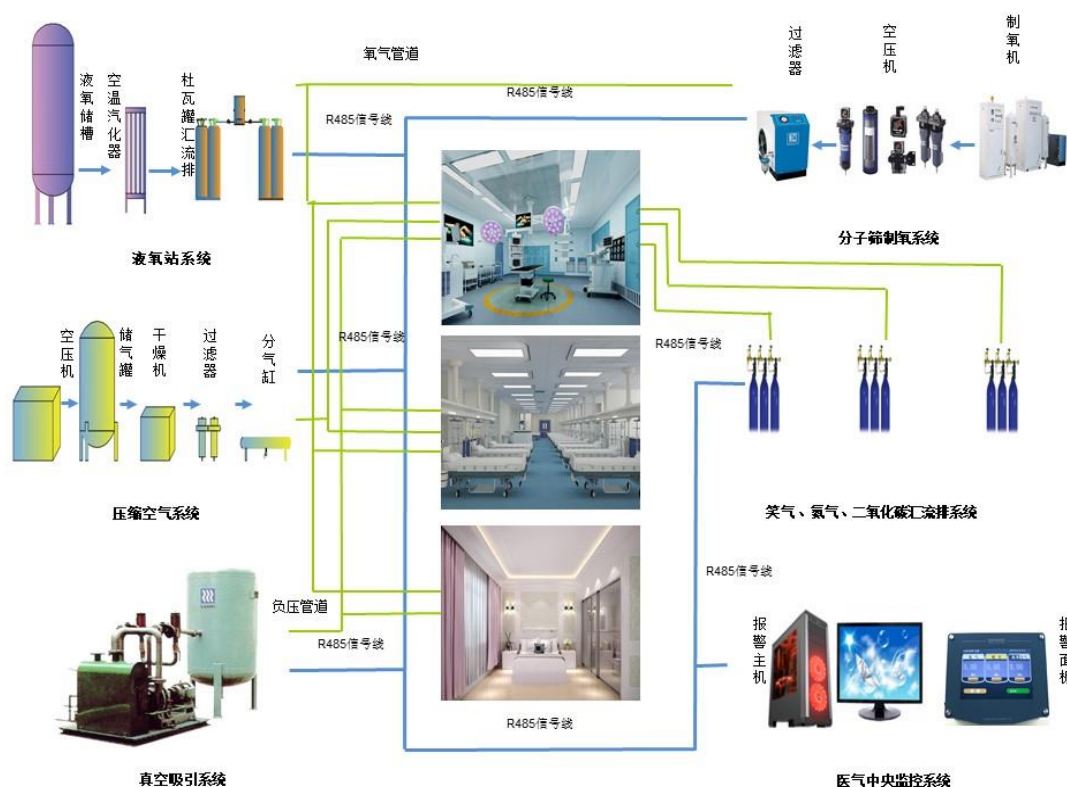 氧气管道
R485信号线
R485信号线
液氧储槽
空温汽化器
杜瓦罐汇流排
过滤器
空压机
制氧机
液氧站系统
分子筛制氧系统
空压机
储气罐
干燥机
过滤器
分气缸
R485信号线
R485信号线
压缩空气系统
笑气、氮气、二氧化碳汇流排系统
R485信号线
负压管道
R485信号线
报警主机
报警面板
R485信号线
真空吸引系统
医气中央监控系统